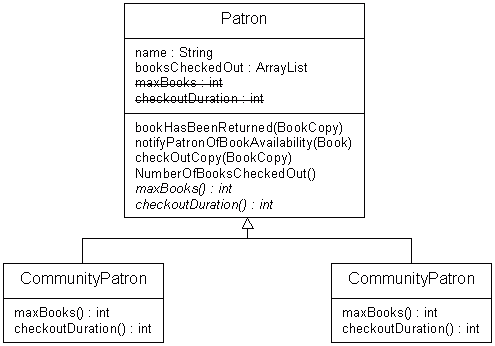 Patron
name : String
booksCheckedOut : ArrayList
maxBooks : int
checkoutDuration : int
bookHasBeenReturned(BookCopy)
notifyPatronOfBookAvailability(Book)
checkOutCopy(BookCopy)
NumberOfBooksCheckedOut()
maxBooks() : int
checkoutDuration() : int
CommunityPatron
maxBooks() : int
checkoutDuration() : int
CommunityPatron
maxBooks() : int
checkoutDuration() : int